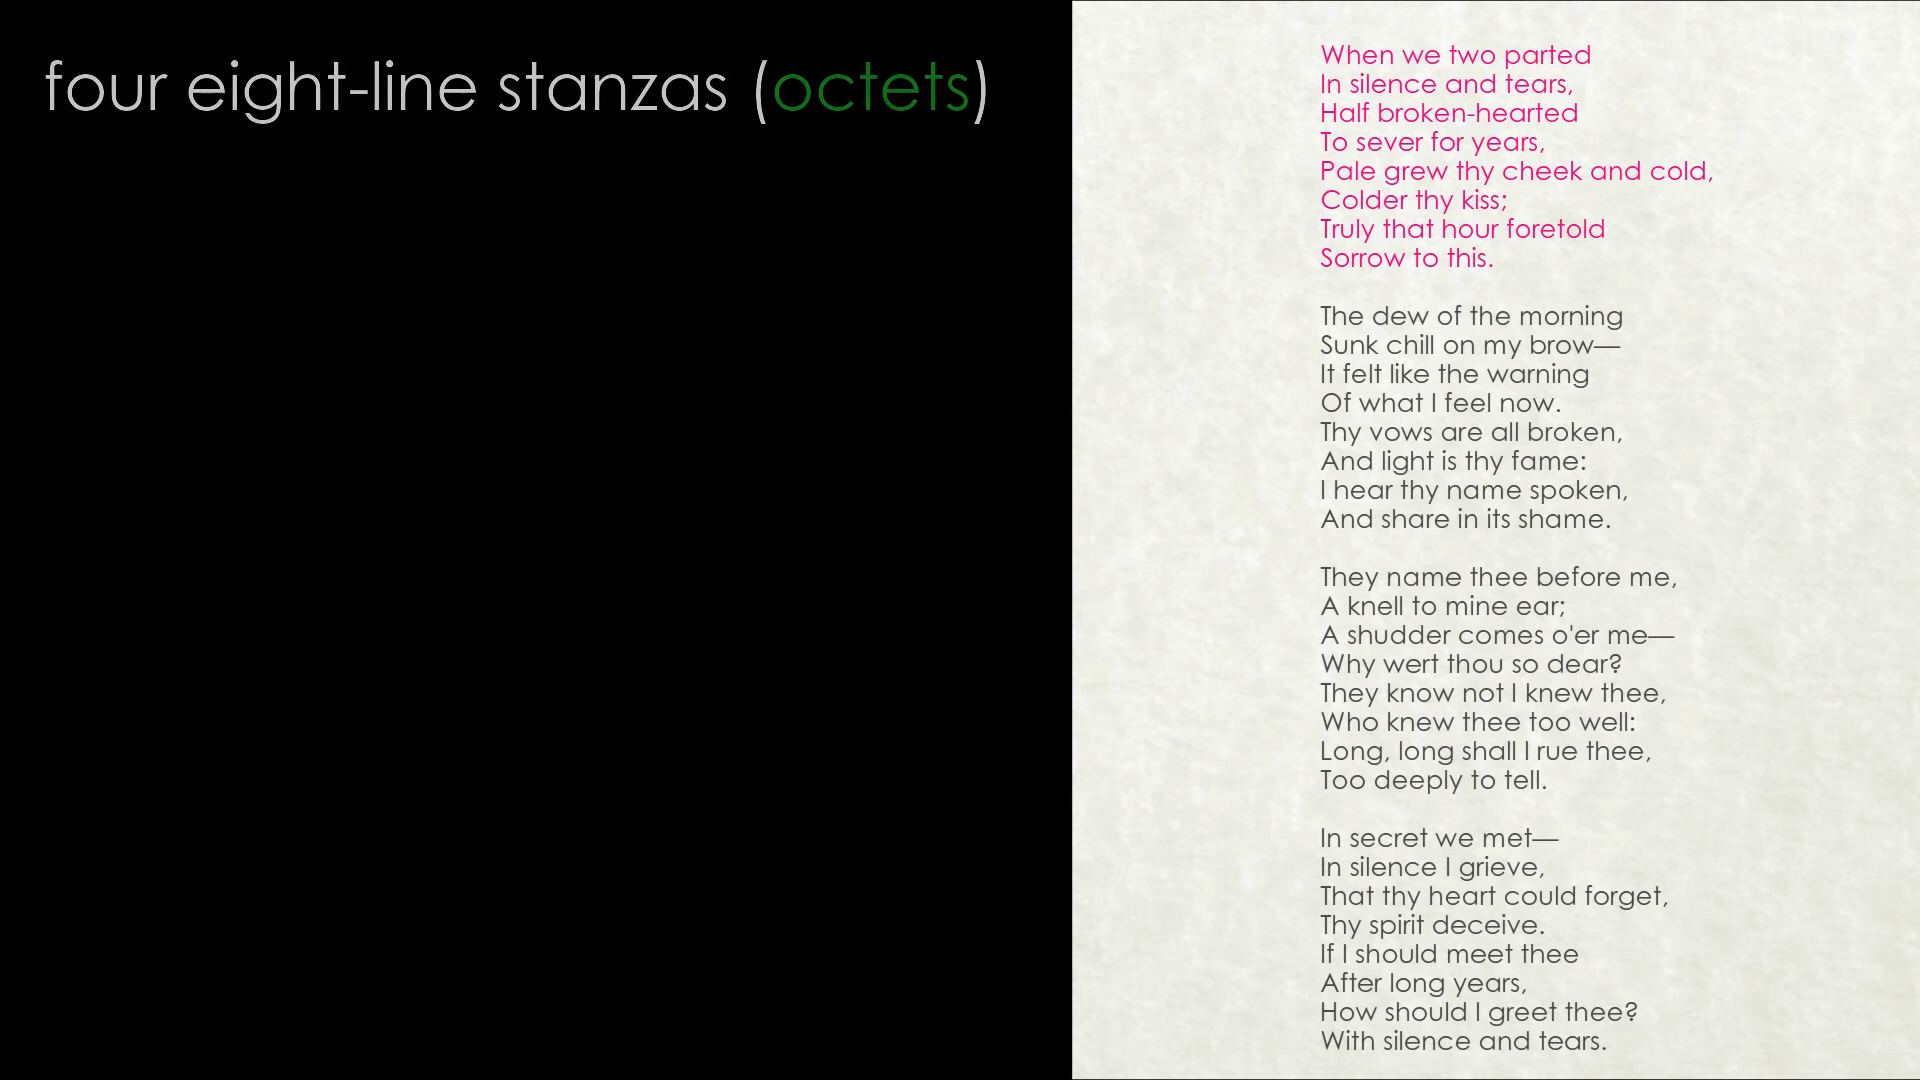 four eight-line stanzas (octets)
When we two parted
In silence and tears,
Half broken-hearted
To sever for years,
Pale grew thy cheek and cold,
Colder thy kiss;
Truly that hour foretold
Sorrow to this.
The dew of the morning
Sunk chill on my brow—
It felt like the warning
Of what I feel now.
Thy vows are all broken,
And light is thy fame:
I hear thy name spoken,
And share in its shame.
They name thee before me,
A knell to mine ear;
A shudder comes o'er me—
Why wert thou so dear?
They know not I knew thee,
Who knew thee too well:
Long, long shall I rue thee,
Too deeply to tell.
In secret we met—
In silence I grieve,
That thy heart could forget,
Thy spirit deceive.
If I should meet thee
After long years,
How should I greet thee?
With silence and tears.